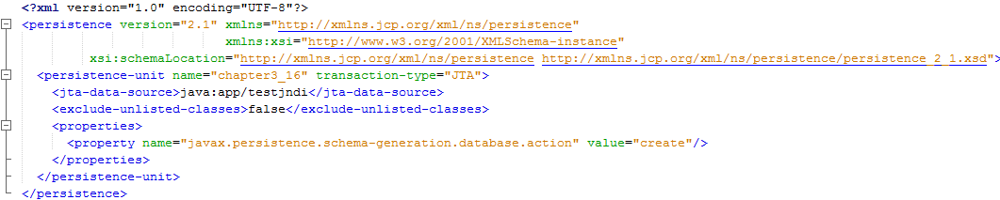 <?xml version="1.0" encoding="UTF-8"?>
<persistence version="2.1" xmlns="http://xmlns.jcp.org/xml/ns/persistence"
xmlns:xsi="http://www.w3.org/2001/XMLSchema-instance"
xsi:schemaLocation="http://xmlns.jcp.org/xml/ns/persistence http://xmlns.jcp.org/xml/ns/persistence/persistence_2_1.xsd">
<persistence-unit name="chapter3_16" transaction-type="JTA">
<jta-data-source>java:app/testjndi</jta-data-source>
<exclude-unlisted-classes>false</exclude-unlisted-classes>
<properties>
<property name="javax.persistence.schema-generation.database.action" value="create"/>
</properties>
</persistence-unit>
</persistence>